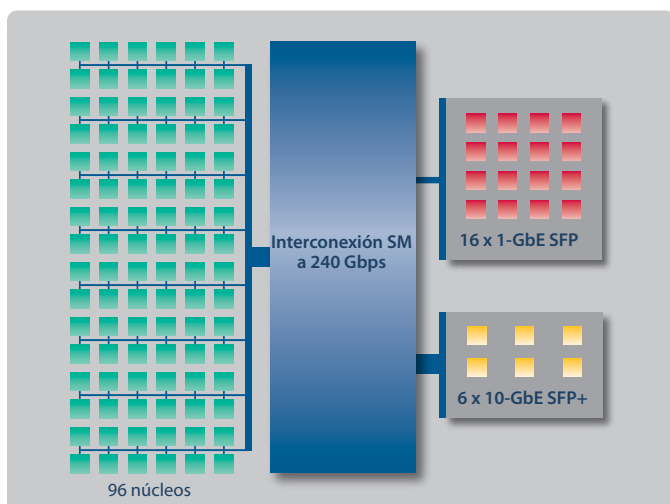 Interconexión SM
a 240 Gbps
16 x 1-GbE SFP
6 x 10-GbE SFP+
96 núcleos